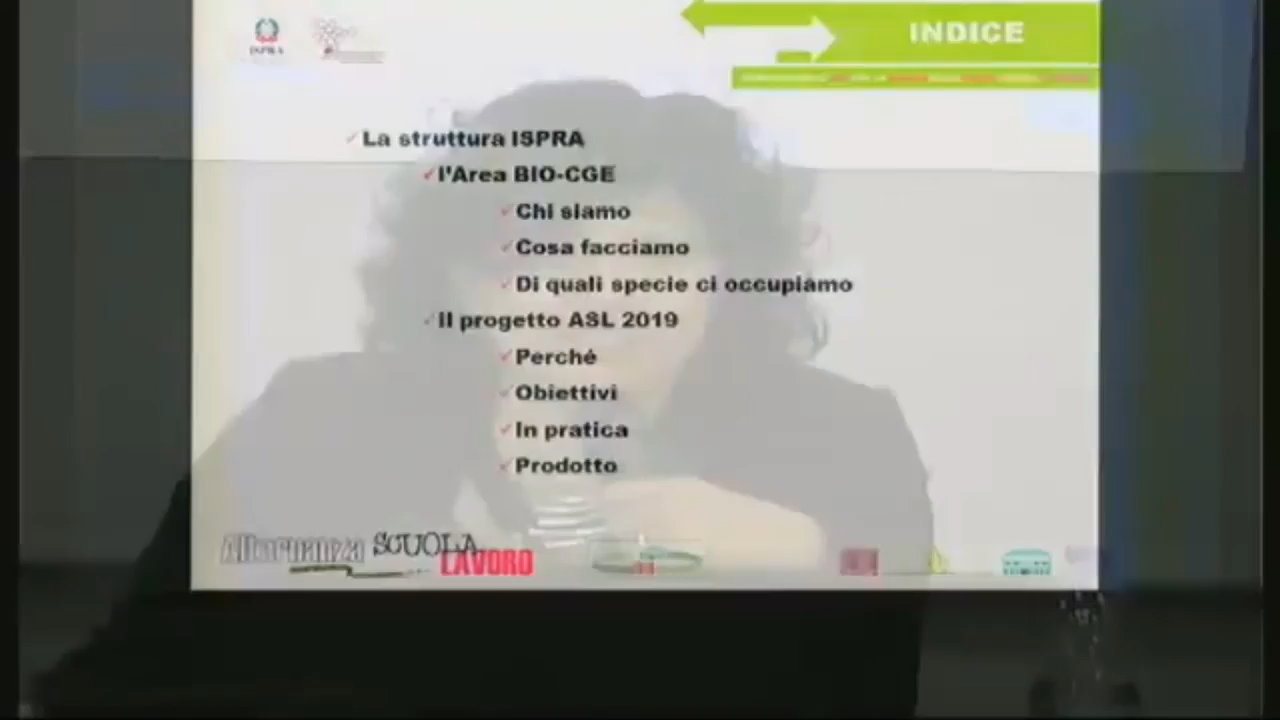 INDICE
ISPRA
La struttura ISPRA
l'Area BIO-CGE
Chi siamo
Cosa facciamo
Di quali specie ci occupiamo
Il progetto ASL 2019
Perché
Obiettivi
In pratica
Prodotto
Alternanza SCUOLA
LAVORO